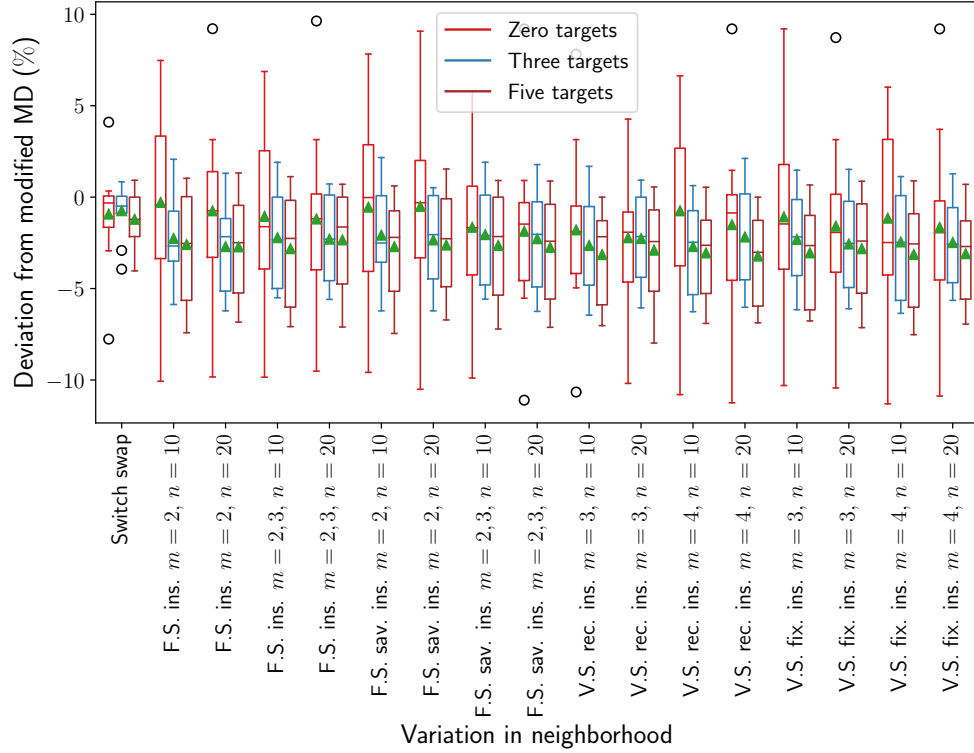 Deviation from modified MD (%)
10
5
0
−5
−10
Zero targets
Three targets
Five targets
Switch swap
F.S. ins. m = 2, n = 10
F.S. ins. m = 2, n = 20
F.S. ins. m = 2, 3, n = 10
F.S. ins. m = 2, 3, n = 20
F.S. sav. ins. m = 2, n = 10
F.S. sav. ins. m = 2, n = 20
F.S. sav. ins. m = 2, 3, n = 10
F.S. sav. ins. m = 2, 3, n = 20
V.S. rec. ins. m = 3, n = 10
V.S. rec. ins. m = 3, n = 20
V.S. rec. ins. m = 4, n = 10
V.S. rec. ins. m = 4, n = 20
V.S. fix. ins. m = 3, n = 10
V.S. fix. ins. m = 3, n = 20
V.S. fix. ins. m = 4, n = 10
V.S. fix. ins. m = 4, n = 20
Variation in neighborhood